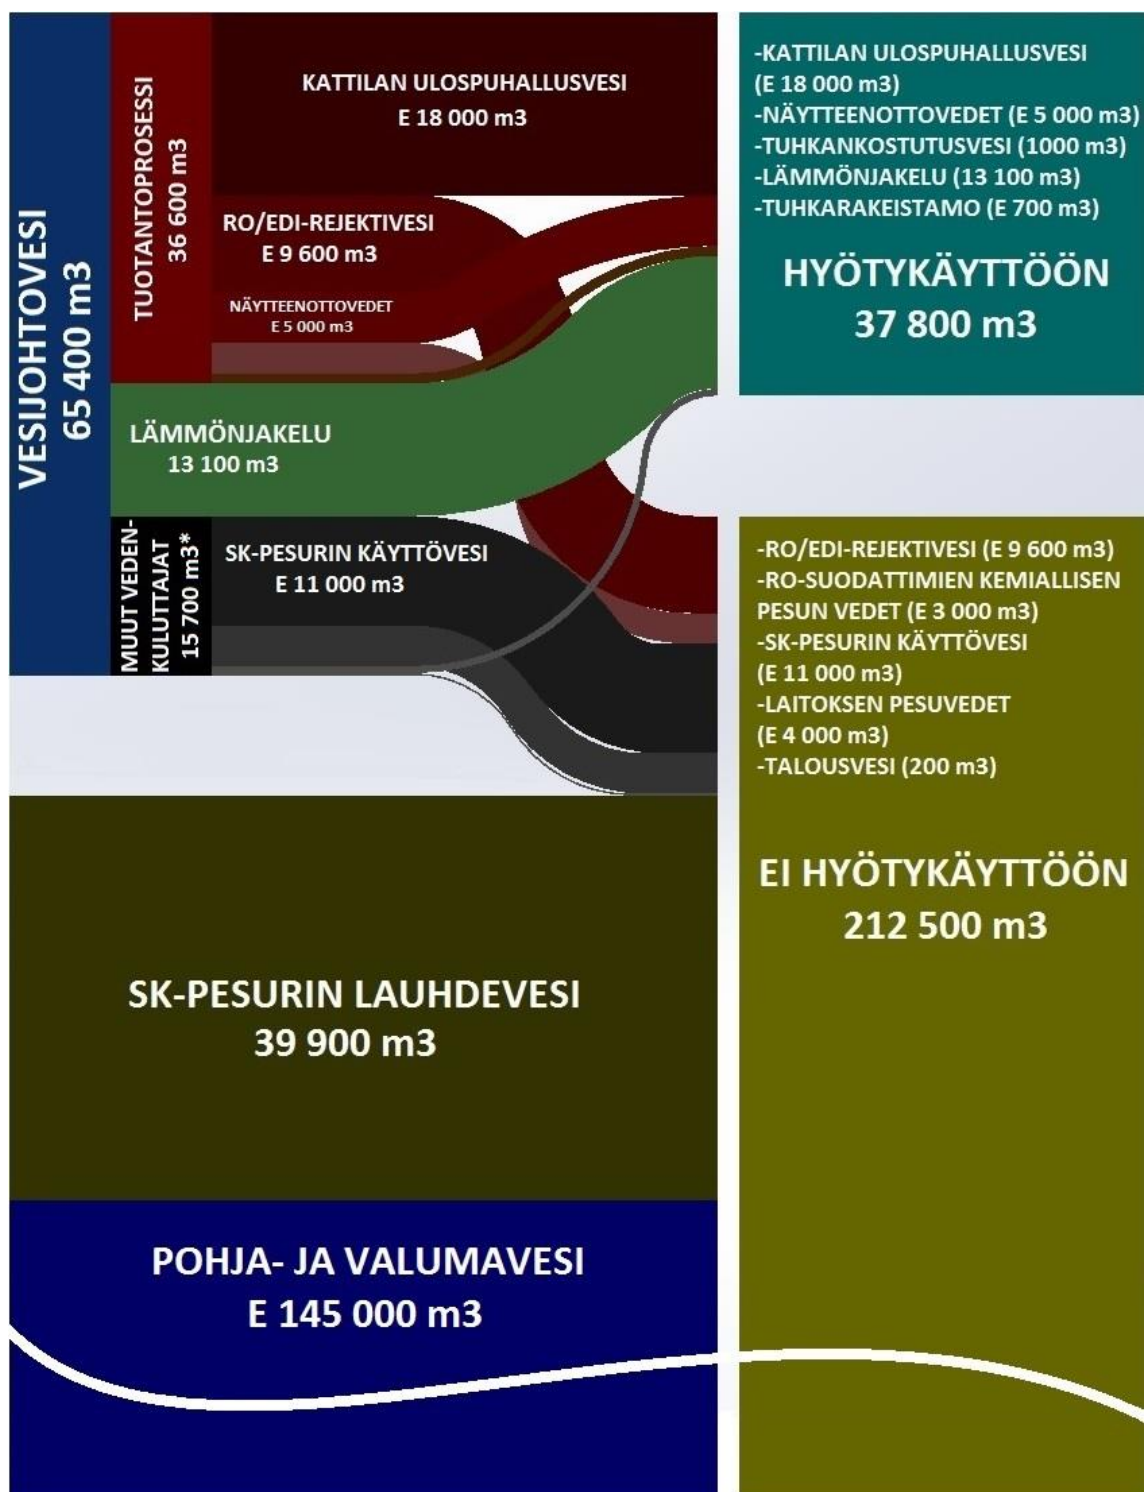 VESIJOHTOVESI
65 400 m3
TUOTANTOPROSESSI
36 600 m3
KATTILAN ULOSPUHALLUSVESI
E 18 000 m3
RO/EDI-REJEKTIVESI
E 9 600 m3
NÄYTTEENOTTOVEDET
E 5 000 m3
LÄMMÖNJAKELU
13 100 m3
MUUT VEDEN-
KULUTTAJAT
15 700 m3*
SK-PESURIN KÄYTTÖVESI
E 11 000 m3
SK-PESURIN LAUHDEVESI
39 900 m3
POHJA- JA VALUMAVESI
E 145 000 m3
-KATTILAN ULOSPUHALLUSVESI
(E 18 000 m3)
-NÄYTTEENOTTOVEDET (E 5 000 m3)
-TUHKANKOSTUTUSVESI (1000 m3)
-LÄMMÖNJAKELU (13 100 m3)
-TUHKARAKEISTAMO (E 700 m3)
HYÖTYKÄYTTÖÖN
37 800 m3
-RO/EDI-REJEKTIVESI (E 9 600 m3)
-RO-SUODATTIMIEN KEMIALLISEN
PESUN VEDET (E 3 000 m3)
-SK-PESURIN KÄYTTÖVESI
(E 11 000 m3)
-LAITOKSEN PESUVEDET
(E 4 000 m3)
-TALOUSVESI (200 m3)
EI HYÖTYKÄYTTÖÖN
212 500 m3